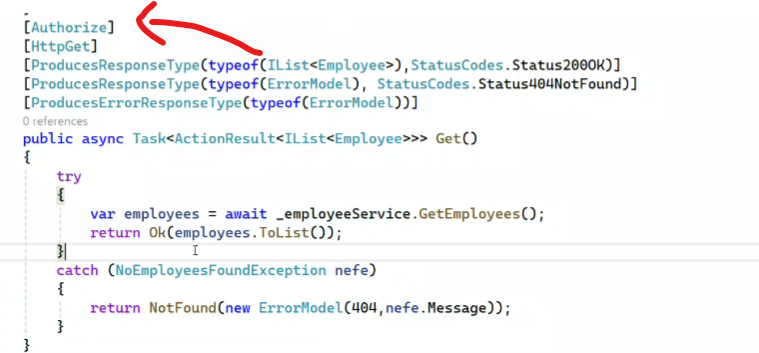 [Authorize]
[HttpGet]
[ProducesResponseType(typeof(IList<Employee>),StatusCodes.Status200OK)]
[ProducesResponseType(typeof(ErrorModel), StatusCodes.Status404NotFound)]
[ProducesErrorResponseType(typeof(ErrorModel))]
0 references
public async Task<ActionResult<IList<Employee>>> Get()
{
    try
    {
        var employees = await _employeeService.GetEmployees();
        return Ok(employees.ToList());
    }
    catch (NoEmployeesFoundException nefe)
    {
        return NotFound(new ErrorModel(404,nefe.Message));
    }
}